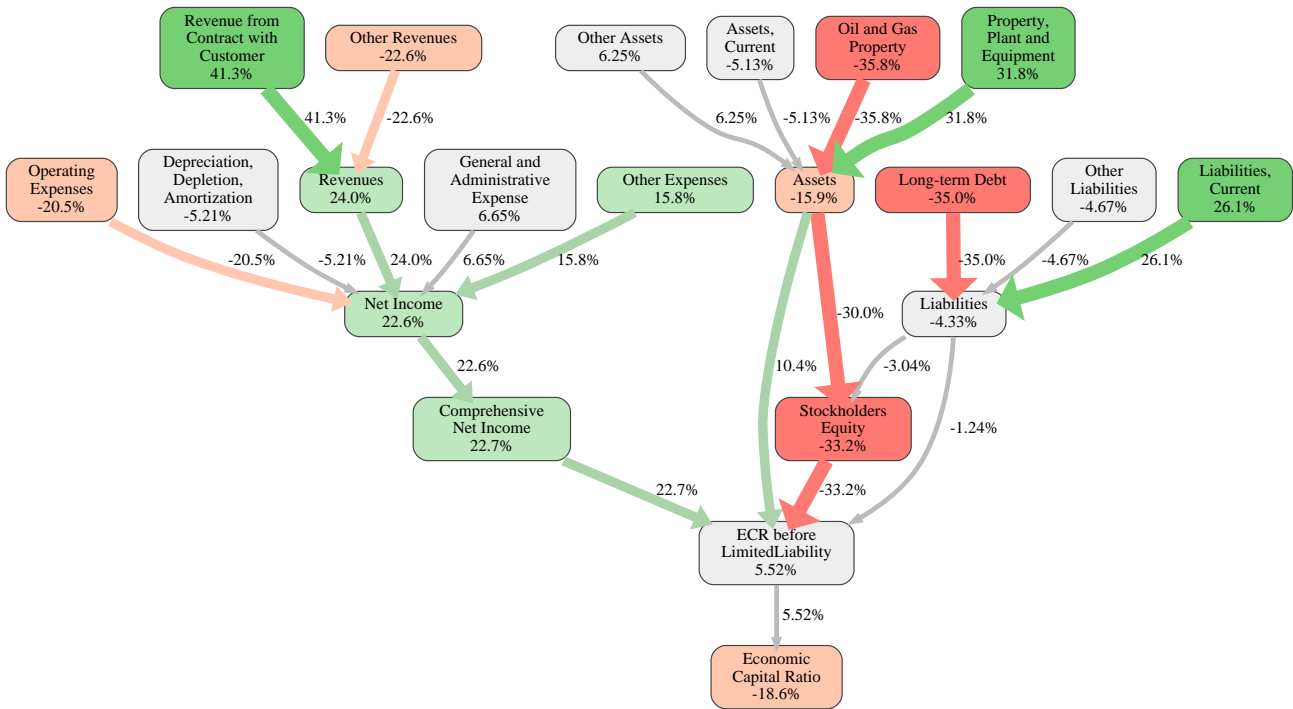 Revenue from
Contract with
Customer
41.3%
Other Revenues
-22.6%
Other Assets
6.25%
Assets,
Current
-5.13%
Oil and Gas
Property
-35.8%
Property,
Plant and
Equipment
31.8%
41.3%
-22.6%
6.25%
-5.13%
-35.8%
31.8%
Operating
Expenses
-20.5%
Depreciation,
Depletion,
Amortization
-5.21%
Revenues
24.0%
General and
Administrative
Expense
6.65%
Other Expenses
15.8%
Assets
-15.9%
Long-term Debt
-35.0%
Other
Liabilities
-4.67%
Liabilities,
Current
26.1%
-20.5%
-5.21%
24.0%
6.65%
15.8%
-35.0%
-4.67%
26.1%
Net Income
22.6%
-30.0%
Liabilities
-4.33%
22.6%
10.4%
-3.04%
Comprehensive
Net Income
22.7%
Stockholders
Equity
-33.2%
-1.24%
22.7%
-33.2%
ECR before
LimitedLiability
5.52%
5.52%
Economic
Capital Ratio
-18.6%